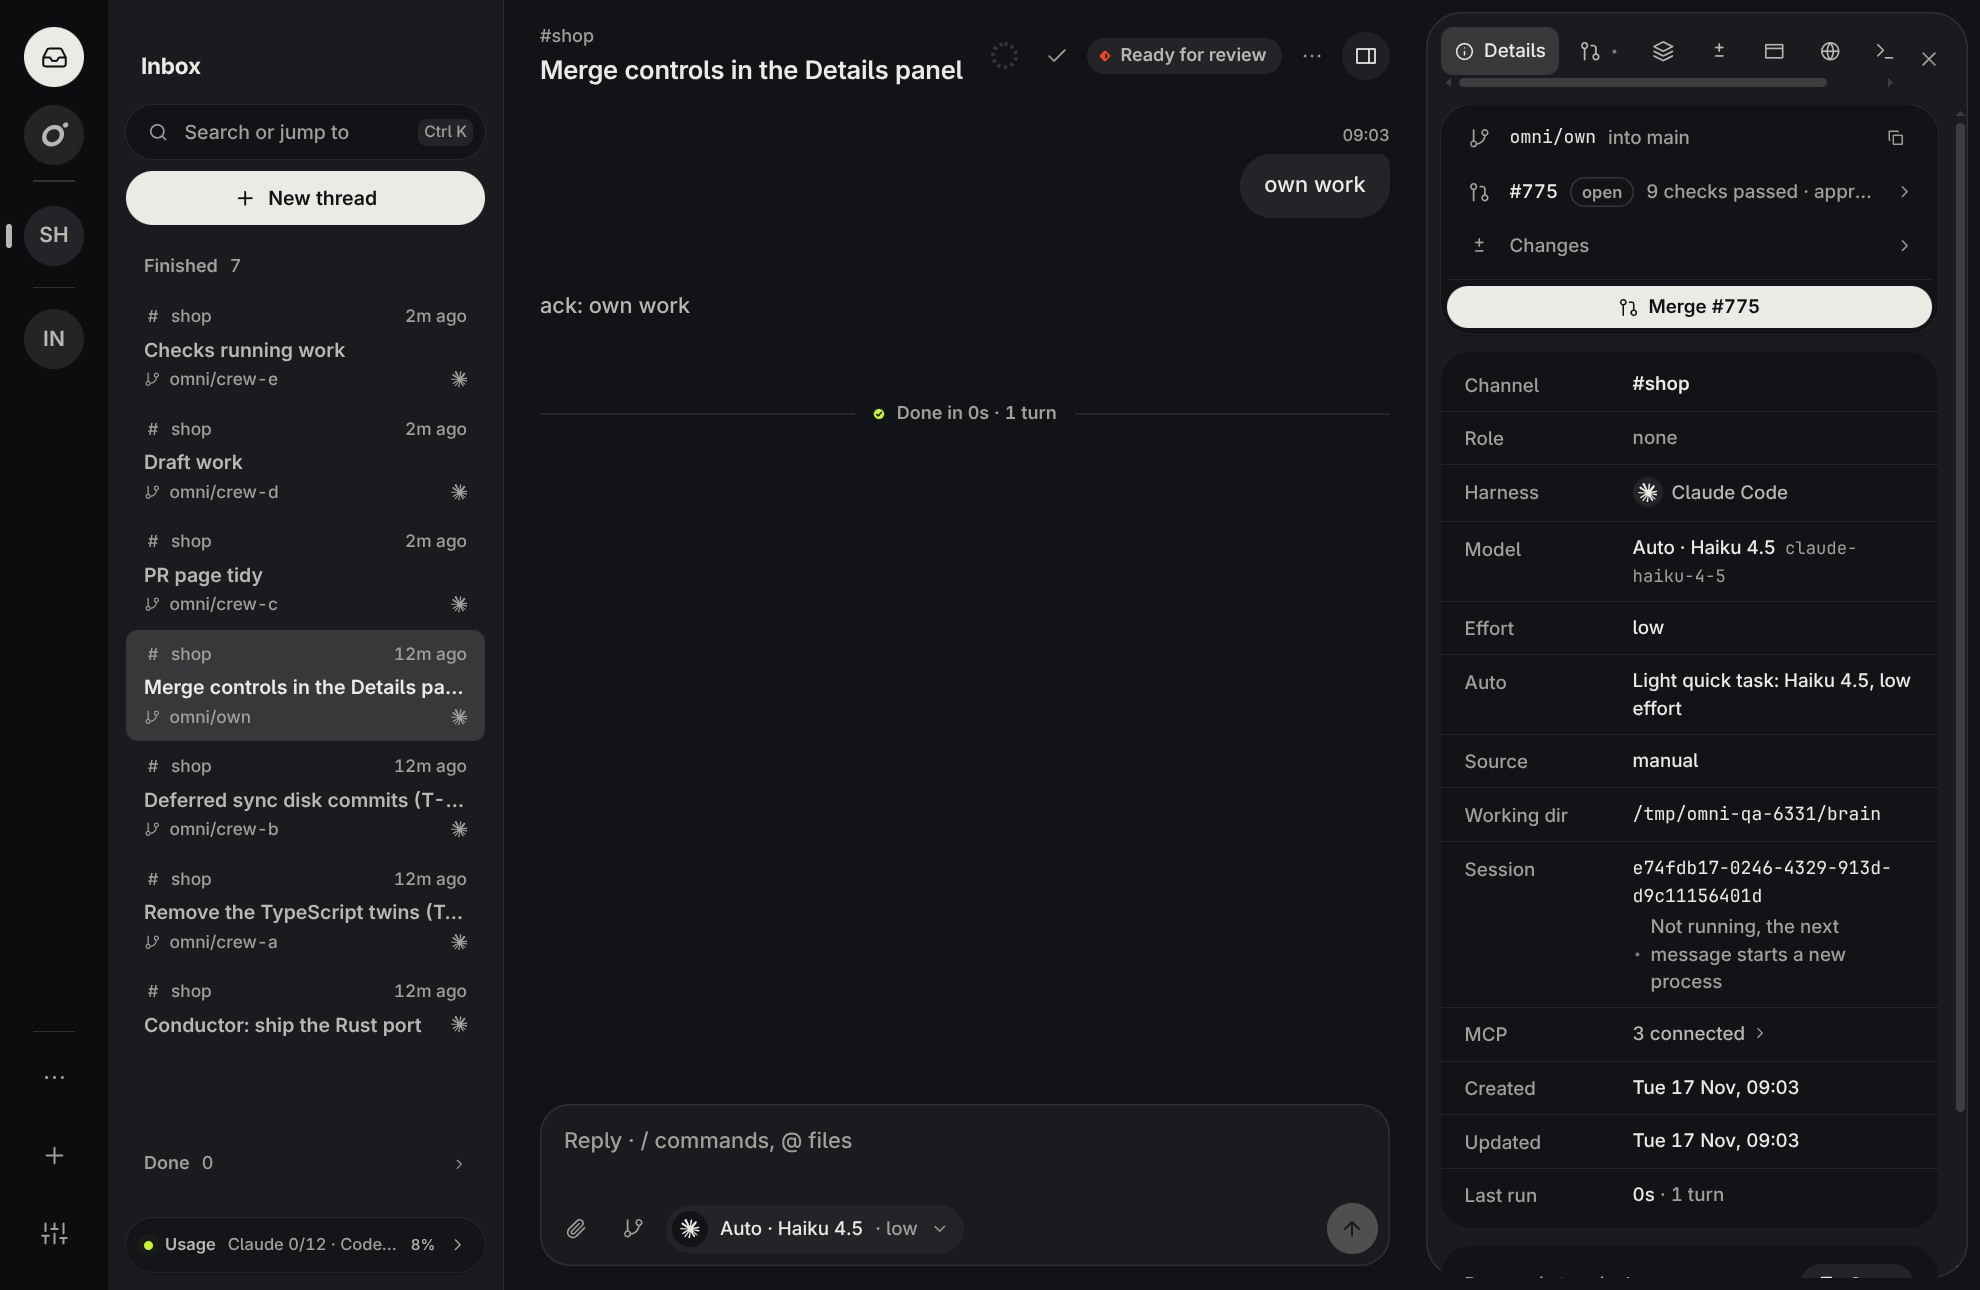 Inbox
Search or jump to
Ctrl K
New thread
SH
IN
Finished 7
# shop 2m ago
Checks running work
omni/crew-e
# shop 2m ago
Draft work
omni/crew-d
# shop 2m ago
PR page tidy
omni/crew-c
# shop 12m ago
Merge controls in the Details pa...
omni/own
# shop 12m ago
Deferred sync disk commits (T-...
omni/crew-b
# shop 12m ago
Remove the TypeScript twins (T...
omni/crew-a
# shop 12m ago
Conductor: ship the Rust port
Done 0
Usage Claude 0/12 · Code... 8%
#shop
Merge controls in the Details panel
Ready for review
09:03
own work
ack: own work
Done in 0s · 1 turn
Reply · / commands, @ files
Auto · Haiku 4.5 · low
Details
omni/own into main
#775 open 9 checks passed · appr...
Changes
Merge #775
Channel #shop
Role none
Harness Claude Code
Model Auto · Haiku 4.5 claude-
haiku-4-5
Effort low
Auto Light quick task: Haiku 4.5, low
effort
Source manual
Working dir /tmp/omni-qa-6331/brain
Session e74fdb17-0246-4329-913d-
d9c11156401d
Not running, the next
message starts a new
process
MCP 3 connected
Created Tue 17 Nov, 09:03
Updated Tue 17 Nov, 09:03
Last run 0s · 1 turn